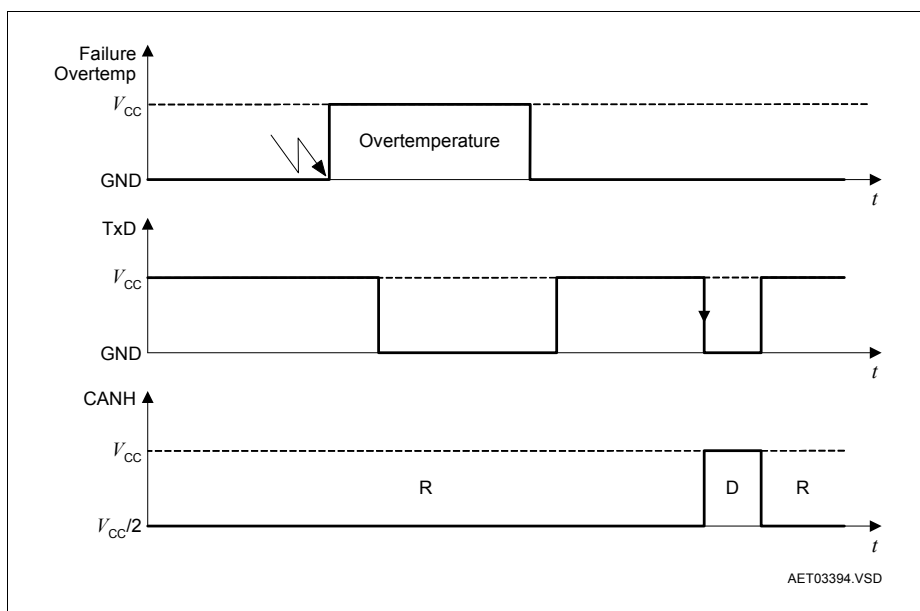 Failure
Overtemp
VCC
Overtemperature
GND
t
TxD
VCC
GND
t
CANH
VCC
R D R
VCC/2
t
AET03394.VSD